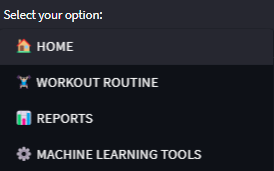 Select your option:
HOME
WORKOUT ROUTINE
REPORTS
MACHINE LEARNING TOOLS